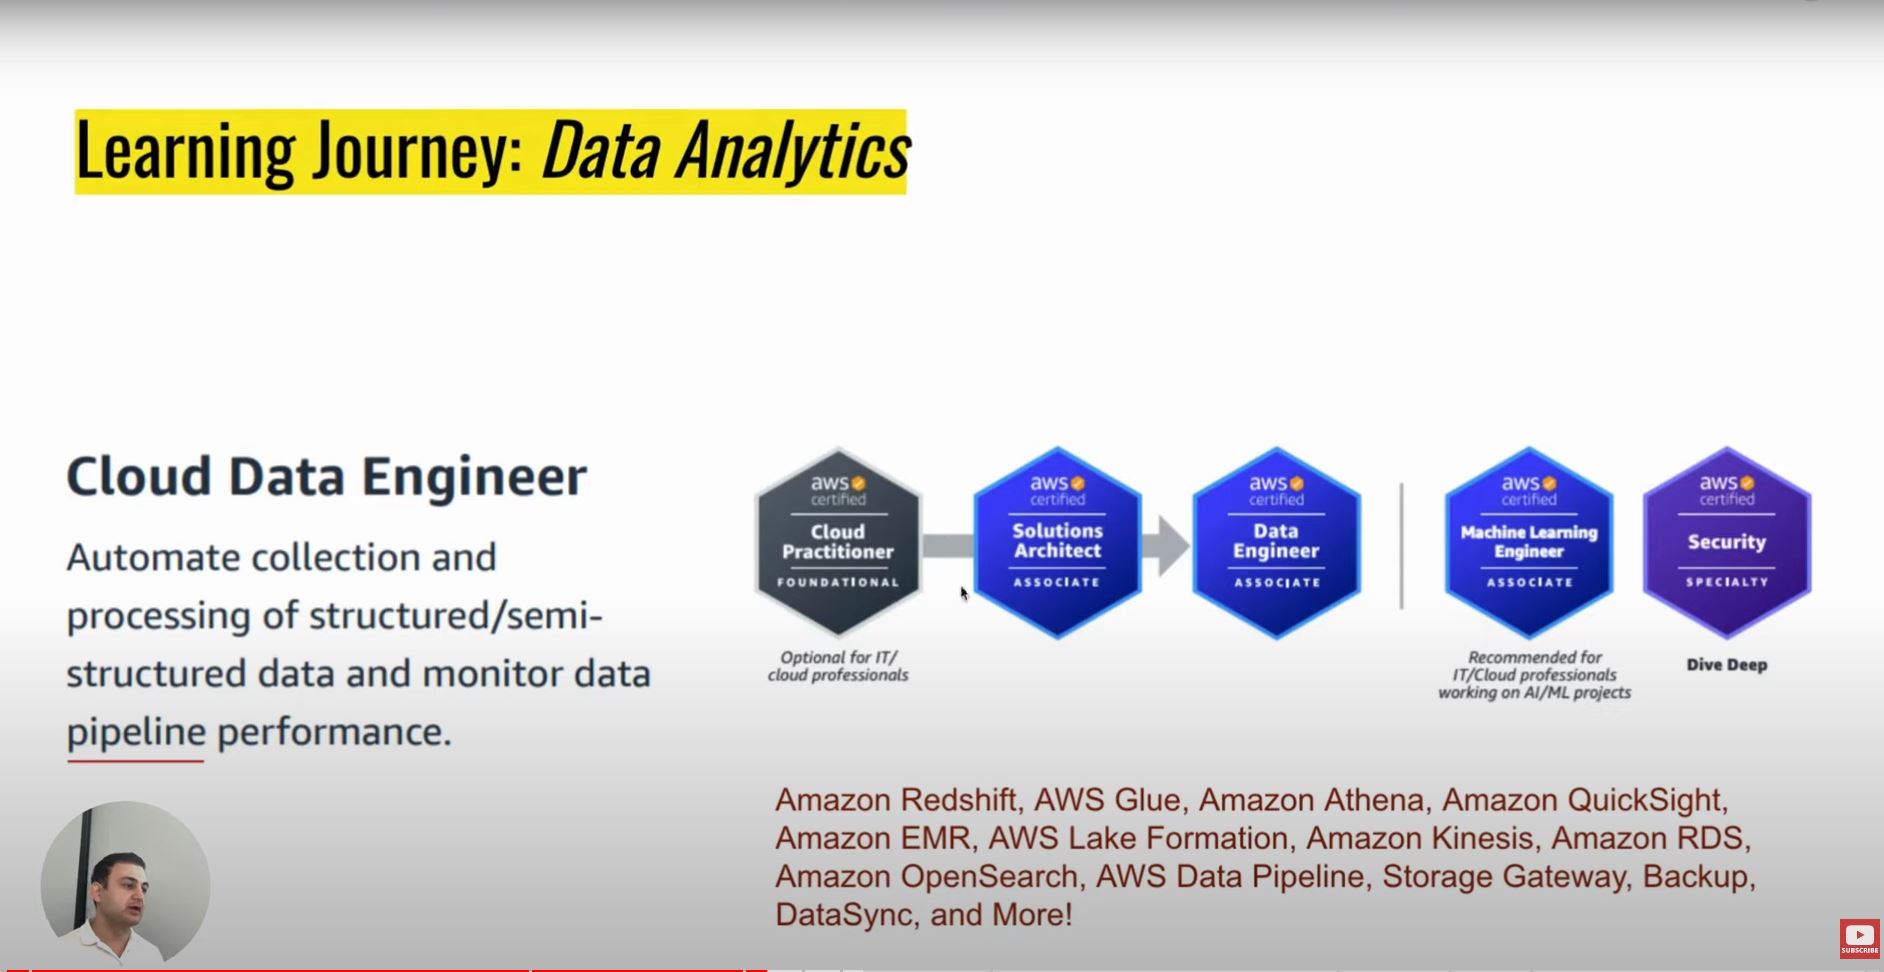 Learning Journey: Data Analytics
Cloud Data Engineer
Automate collection and
processing of structured/semi-
structured data and monitor data
pipeline performance.
aws
certified
Cloud
Practitioner
FOUNDATIONAL
Optional for IT/
cloud professionals
aws
certified
Solutions
Architect
ASSOCIATE
aws
certified
Data
Engineer
ASSOCIATE
aws
certified
Machine Learning
Engineer
ASSOCIATE
Recommended for
IT/Cloud professionals
working on AI/ML projects
aws
certified
Security
SPECIALTY
Dive Deep
Amazon Redshift, AWS Glue, Amazon Athena, Amazon QuickSight,
Amazon EMR, AWS Lake Formation, Amazon Kinesis, Amazon RDS,
Amazon OpenSearch, AWS Data Pipeline, Storage Gateway, Backup,
DataSync, and More!
SUBSCRIBE